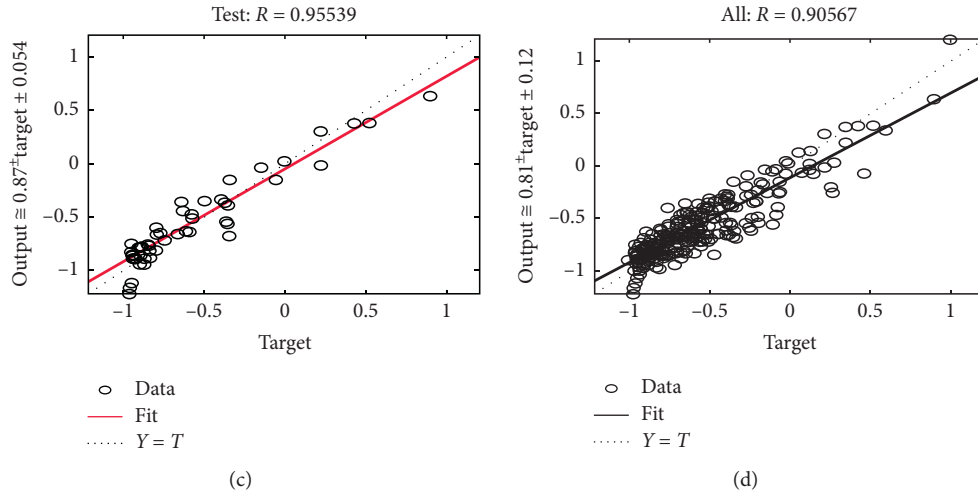 Test: R = 0.95539
Output ≅ 0.87±target ± 0.054
1
0.5
0
−0.5
−1
−1
−0.5
0
0.5
1
Target
Data
Fit
Y = T
(c)
All: R = 0.90567
Output ≅ 0.81±target ± 0.12
1
0.5
0
−0.5
−1
−1
−0.5
0
0.5
1
Target
Data
Fit
Y = T
(d)